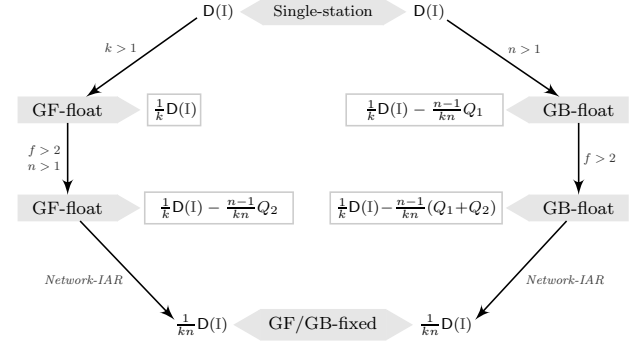 D(I) Single-station D(I)
k > 1 n > 1
GF-float 1/k D(I) 1/k D(I) − n−1/kn Q₁ GB-float
f > 2 f > 2
n > 1
GF-float 1/k D(I) − n−1/kn Q₂ 1/k D(I)−n−1/kn(Q₁+Q₂) GB-float
Network-IAR Network-IAR
1/kn D(I) GF/GB-fixed 1/kn D(I)